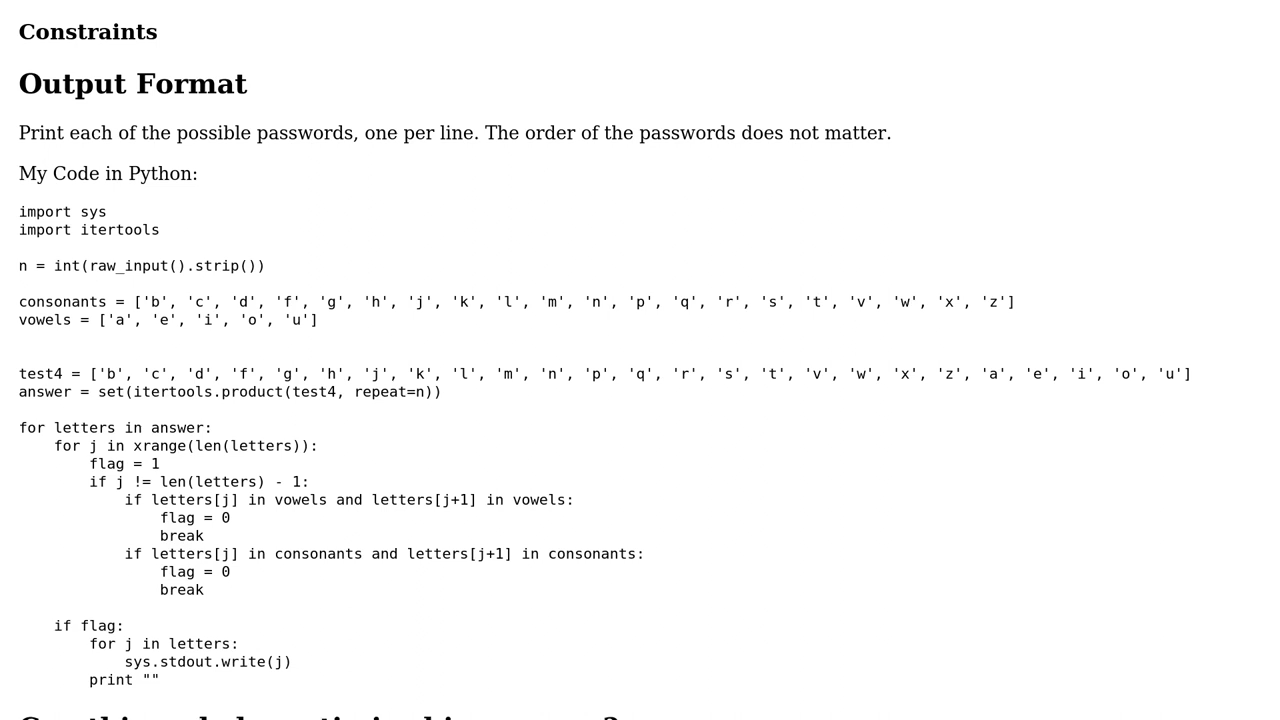 Constraints
Output Format
Print each of the possible passwords, one per line. The order of the passwords does not matter.
My Code in Python:
import sys
import itertools
n = int(raw_input().strip())
consonants = ['b', 'c', 'd', 'f', 'g', 'h', 'j', 'k', 'l', 'm', 'n', 'p', 'q', 'r', 's', 't', 'v', 'w', 'x', 'z']
vowels = ['a', 'e', 'i', 'o', 'u']
test4 = ['b', 'c', 'd', 'f', 'g', 'h', 'j', 'k', 'l', 'm', 'n', 'p', 'q', 'r', 's', 't', 'v', 'w', 'x', 'z', 'a', 'e', 'i', 'o', 'u']
answer = set(itertools.product(test4, repeat=n))
for letters in answer:
    for j in xrange(len(letters)):
        flag = 1
        if j != len(letters) - 1:
            if letters[j] in vowels and letters[j+1] in vowels:
                flag = 0
                break
            if letters[j] in consonants and letters[j+1] in consonants:
                flag = 0
                break
    if flag:
        for j in letters:
            sys.stdout.write(j)
        print ""